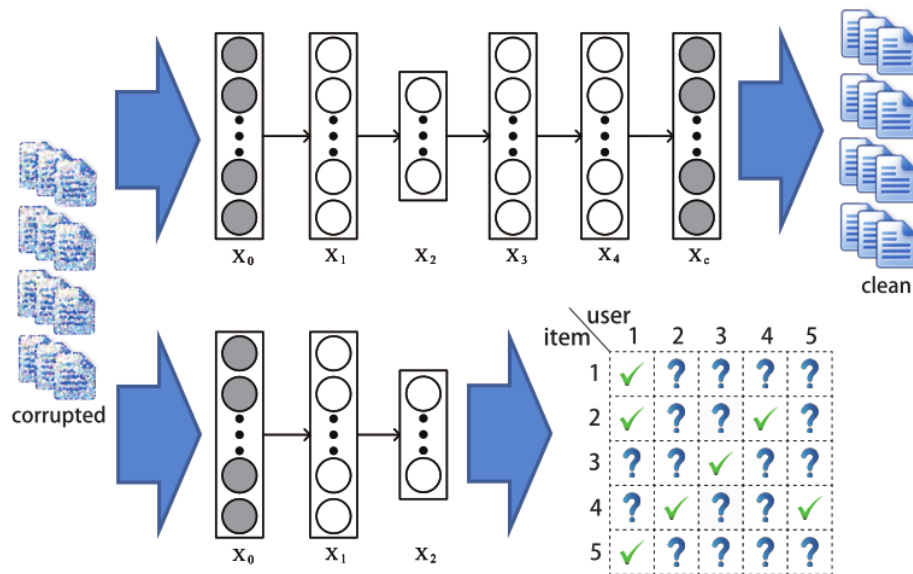 X₀ X₁ X₂ X₃ X₄ X_c
clean
corrupted
user
item 1 2 3 4 5
1 ✓ ? ? ? ?
2 ✓ ? ? ✓ ?
3 ? ? ✓ ? ?
4 ? ✓ ? ? ✓
5 ✓ ? ? ? ?
X₀ X₁ X₂